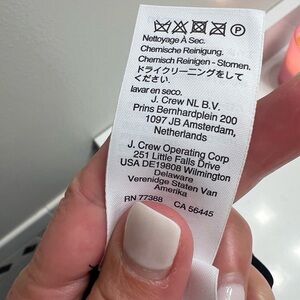 P
Nettoyage À Sec.
Chemische Reinigung.
Chemisch Reinigen - Stomen.
ドライクリーニングをして
ください.
lavar en seco.
J. Crew NL B.V.
Prins Bernhardplein 200
1097 JB Amsterdam,
Netherlands
J. Crew Operating Corp
251 Little Falls Drive
USA DE19808 Wilmington
Delaware
Verenidge Staten Van
Amerika
RN 77388 CA 56445